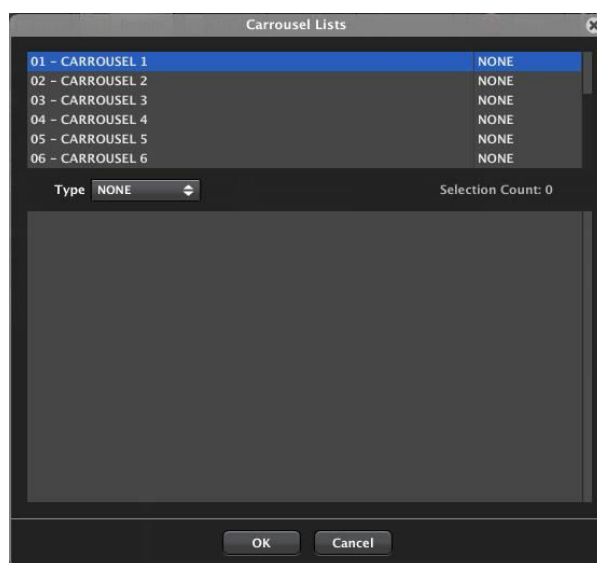 Carrousel Lists
01 – CARROUSEL 1 NONE
02 – CARROUSEL 2 NONE
03 – CARROUSEL 3 NONE
04 – CARROUSEL 4 NONE
05 – CARROUSEL 5 NONE
06 – CARROUSEL 6 NONE
Type NONE Selection Count: 0
OK Cancel